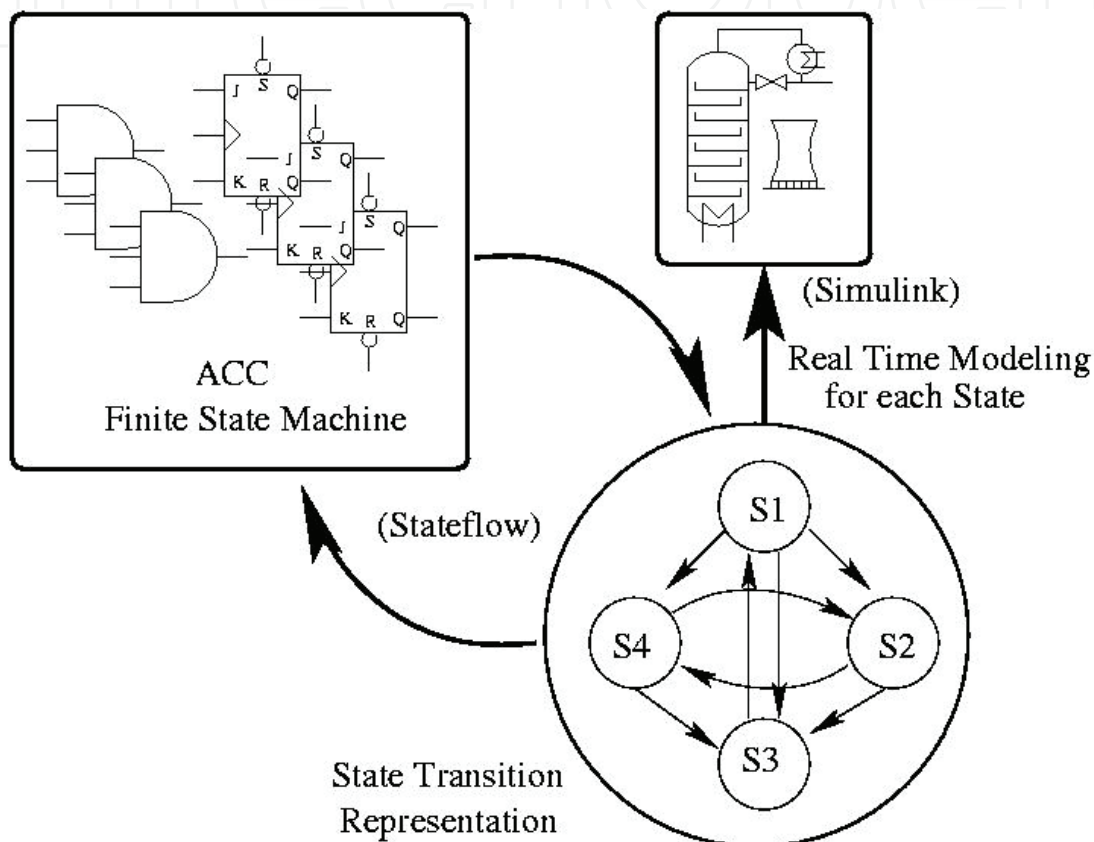 J S Q
K R Q
J S Q
K R Q
J S Q
K R Q
ACC
Finite State Machine
(Simulink)
Real Time Modeling
for each State
(Stateflow)
S1
S4
S2
S3
State Transition
Representation